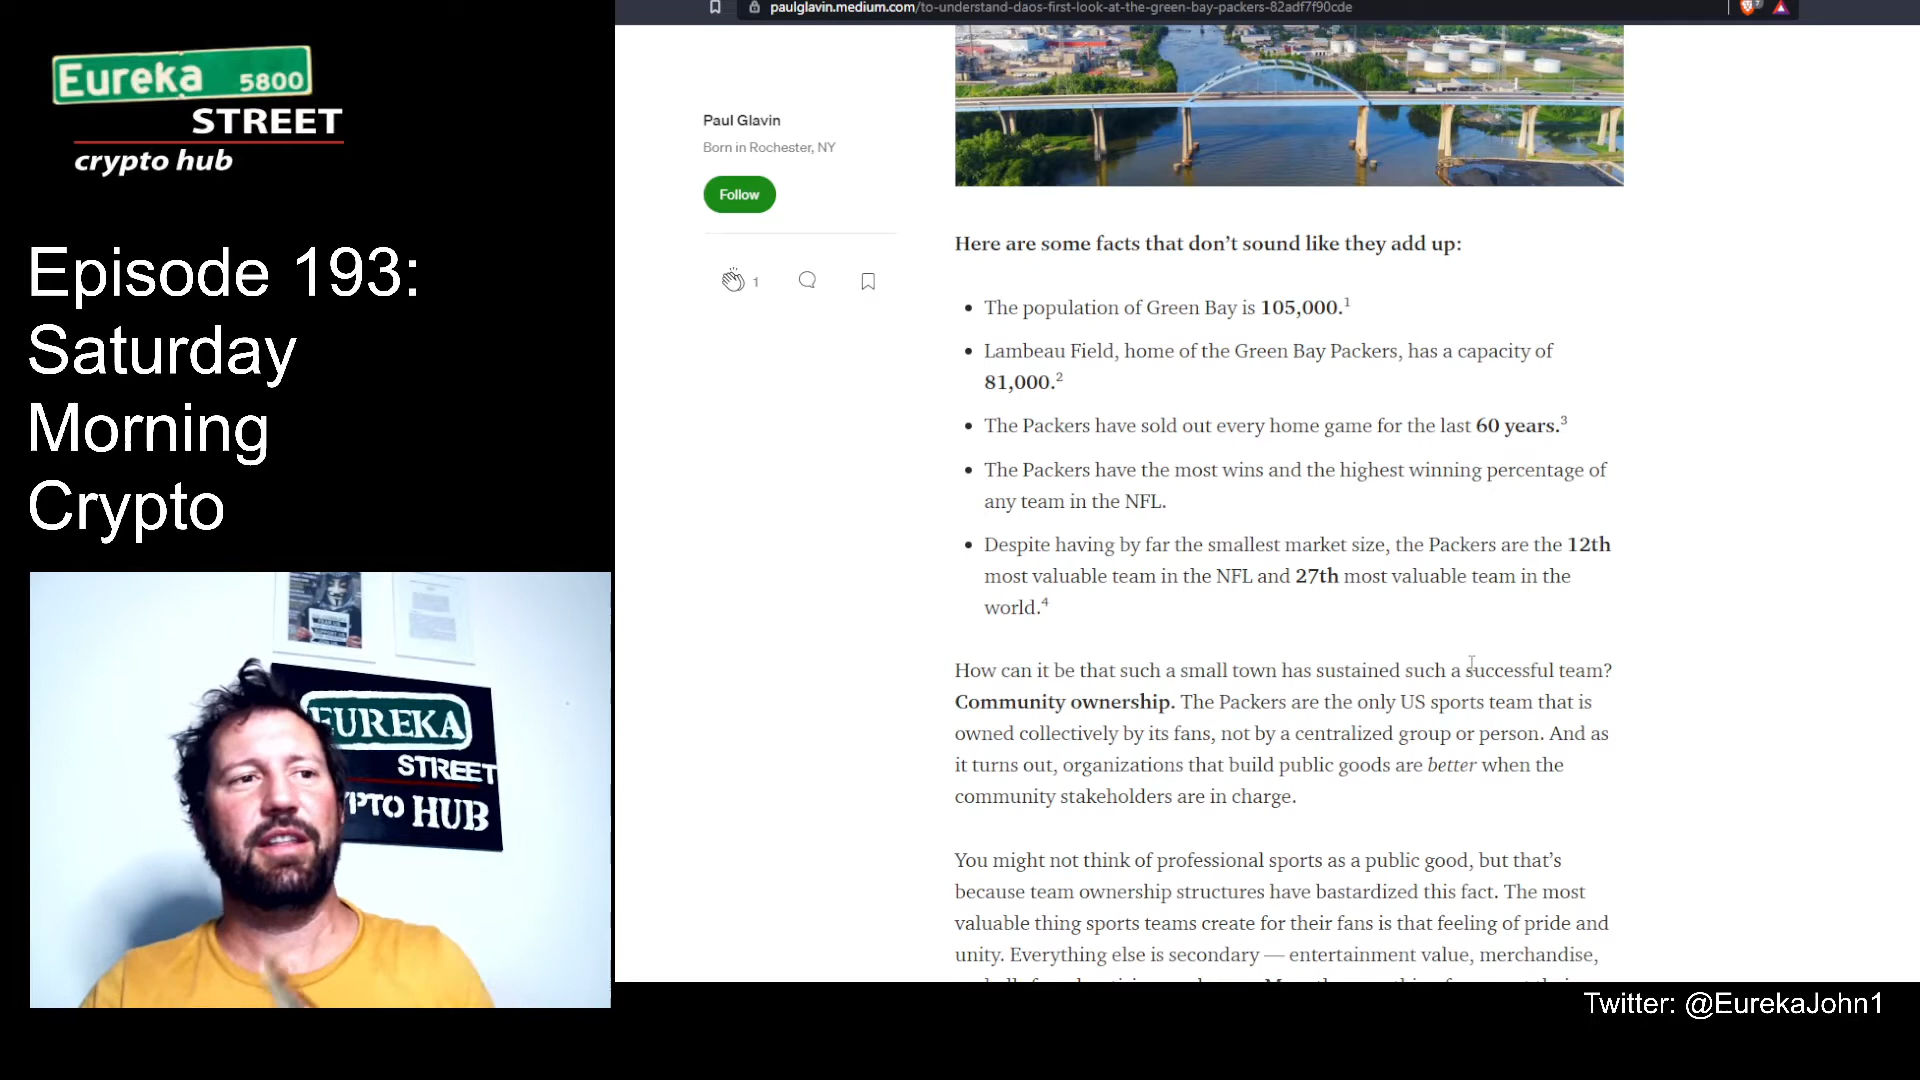 paulglavin.medium.com/to-understand-daos-first-look-at-the-green-bay-packers-82adf7f90cde
Eureka 5800
STREET
crypto hub
Episode 193:
Saturday
Morning
Crypto
Paul Glavin
Born in Rochester, NY
Follow
1
Here are some facts that don’t sound like they add up:
• The population of Green Bay is 105,000.1
• Lambeau Field, home of the Green Bay Packers, has a capacity of
81,000.2
• The Packers have sold out every home game for the last 60 years.3
• The Packers have the most wins and the highest winning percentage of
any team in the NFL.
• Despite having by far the smallest market size, the Packers are the 12th
most valuable team in the NFL and 27th most valuable team in the
world.4
How can it be that such a small town has sustained such a successful team?
Community ownership. The Packers are the only US sports team that is
owned collectively by its fans, not by a centralized group or person. And as
it turns out, organizations that build public goods are better when the
community stakeholders are in charge.
You might not think of professional sports as a public good, but that’s
because team ownership structures have bastardized this fact. The most
valuable thing sports teams create for their fans is that feeling of pride and
unity. Everything else is secondary — entertainment value, merchandise,
EUREKA
STREET
PTO HUB
Twitter: @EurekaJohn1